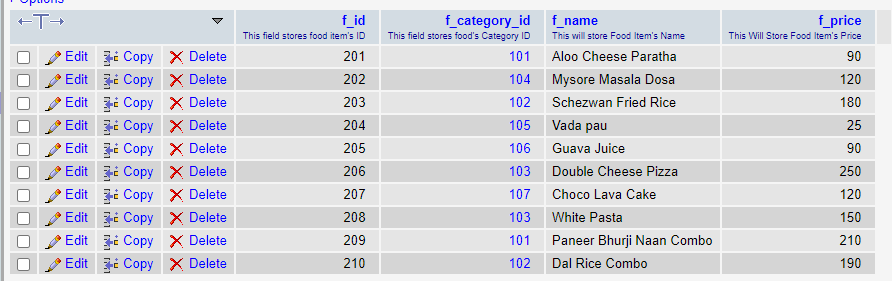 Options
f_id f_category_id f_name f_price
This field stores food item's ID This field stores food's Category ID This will store Food Item's Name This Will Store Food Item's Price
Edit Copy Delete 201 101 Aloo Cheese Paratha 90
Edit Copy Delete 202 104 Mysore Masala Dosa 120
Edit Copy Delete 203 102 Schezwan Fried Rice 180
Edit Copy Delete 204 105 Vada pau 25
Edit Copy Delete 205 106 Guava Juice 90
Edit Copy Delete 206 103 Double Cheese Pizza 250
Edit Copy Delete 207 107 Choco Lava Cake 120
Edit Copy Delete 208 103 White Pasta 150
Edit Copy Delete 209 101 Paneer Bhurji Naan Combo 210
Edit Copy Delete 210 102 Dal Rice Combo 190